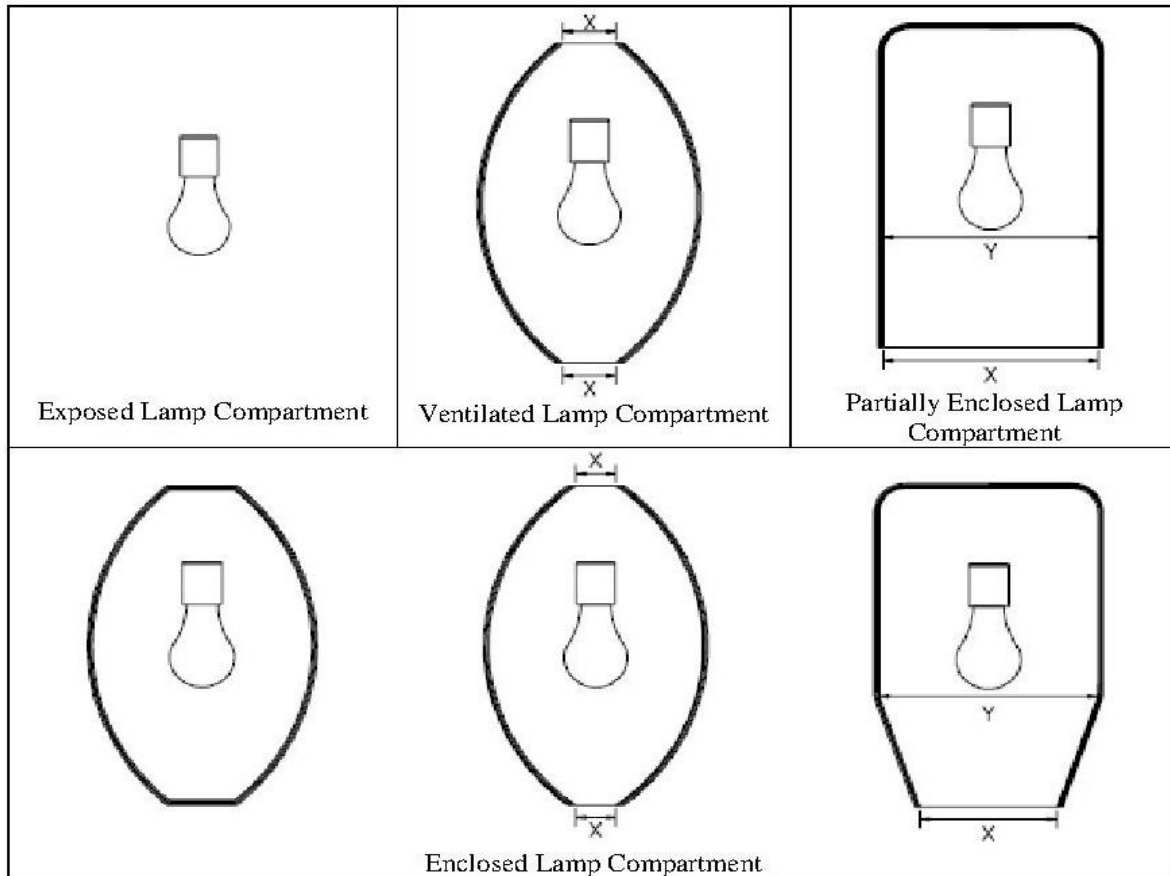 X
X
Exposed Lamp Compartment
Ventilated Lamp Compartment
Y
X
Partially Enclosed Lamp
Compartment
X
X
Y
X
Enclosed Lamp Compartment